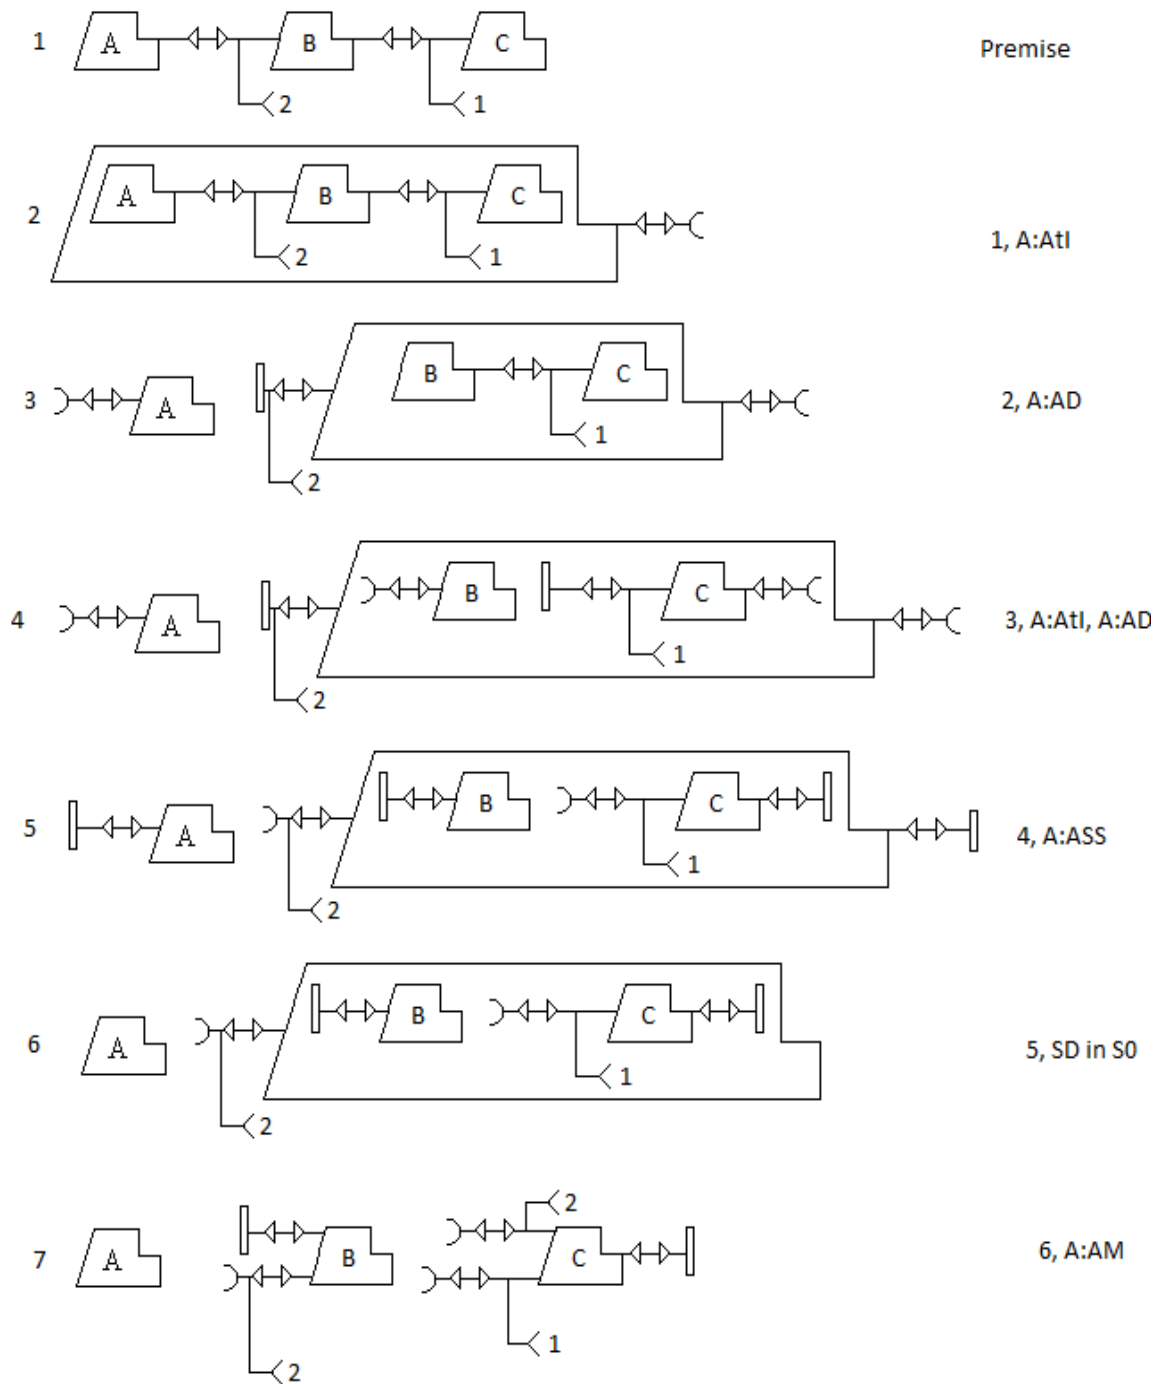 1 A B C Premise
2 1
2 A B C 1, A:AtI
2 1
3 A B C 2, A:AD
1
2
4 A B C 3, A:AtI, A:AD
1
2
5 A B C 4, A:ASS
1
2
6 A B C 5, SD in S0
1
2
2
7 A B C 6, A:AM
1
2